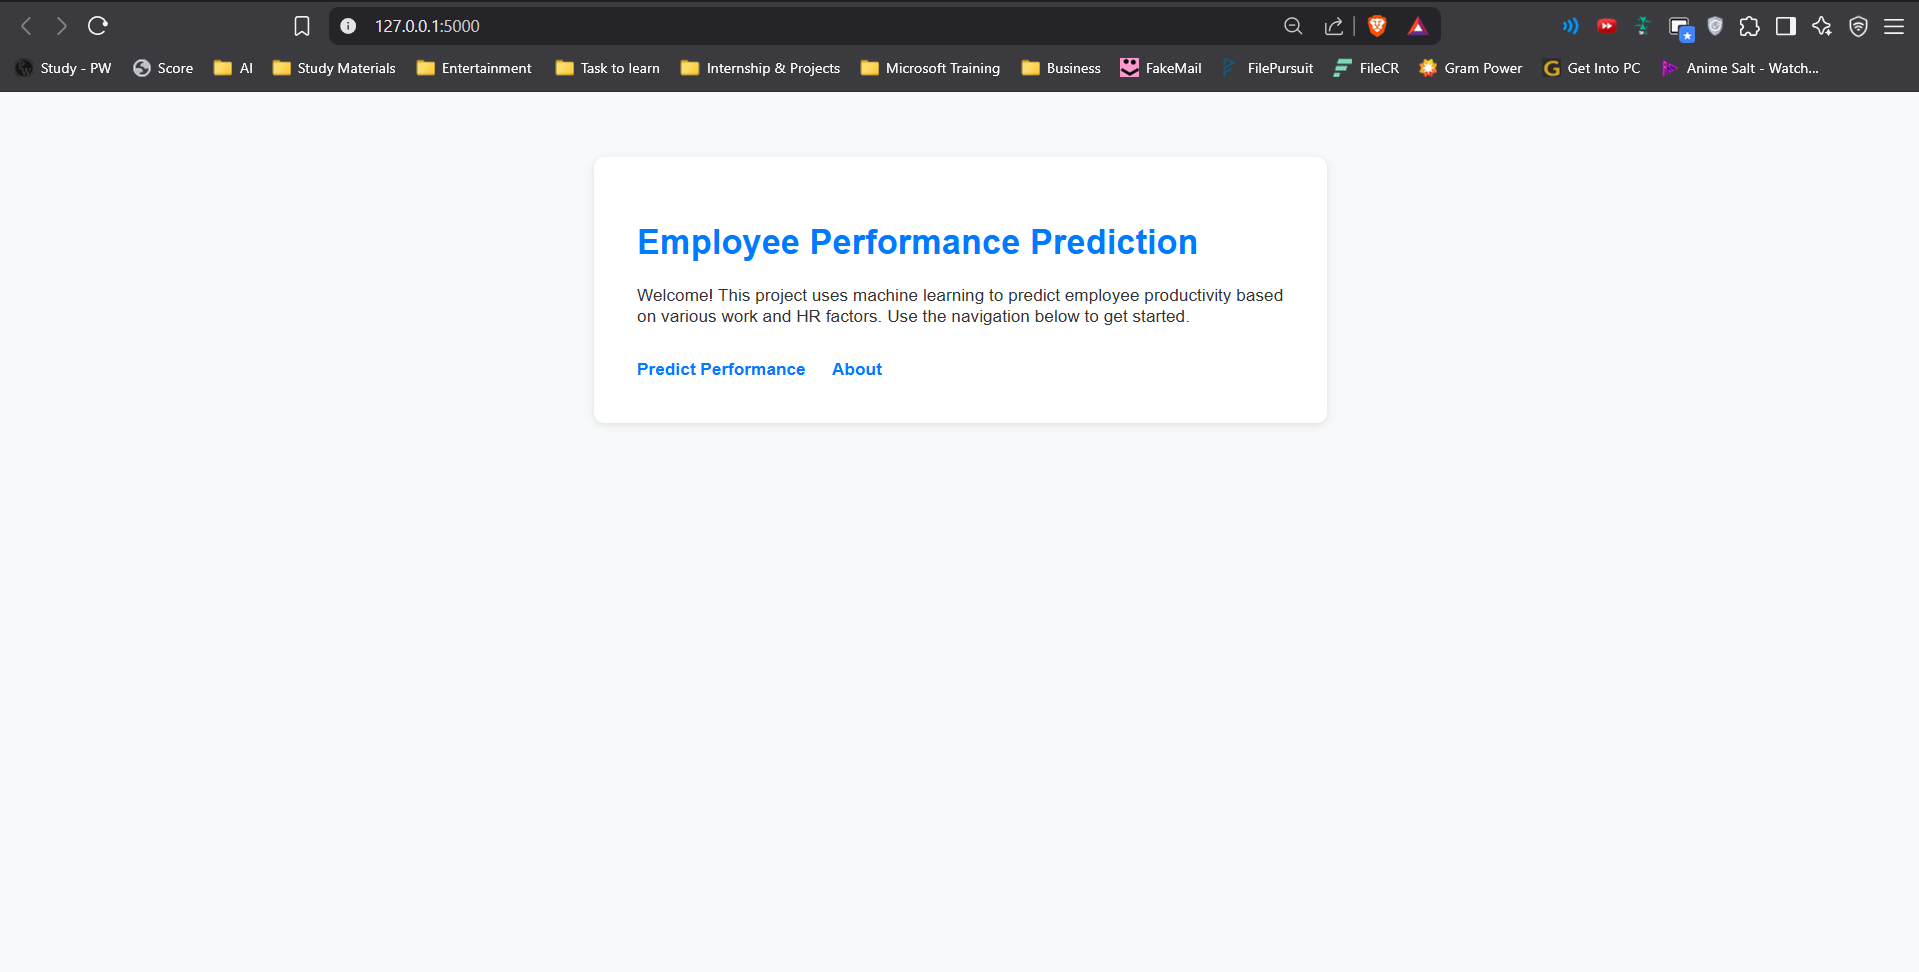 127.0.0.1:5000
Study - PW Score AI Study Materials Entertainment Task to learn Internship & Projects Microsoft Training Business FakeMail FilePursuit FileCR Gram Power Get Into PC Anime Salt - Watch...
Employee Performance Prediction
Welcome! This project uses machine learning to predict employee productivity based
on various work and HR factors. Use the navigation below to get started.
Predict Performance About